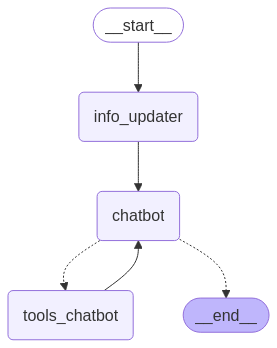 __start__
info_updater
chatbot
tools_chatbot
__end__